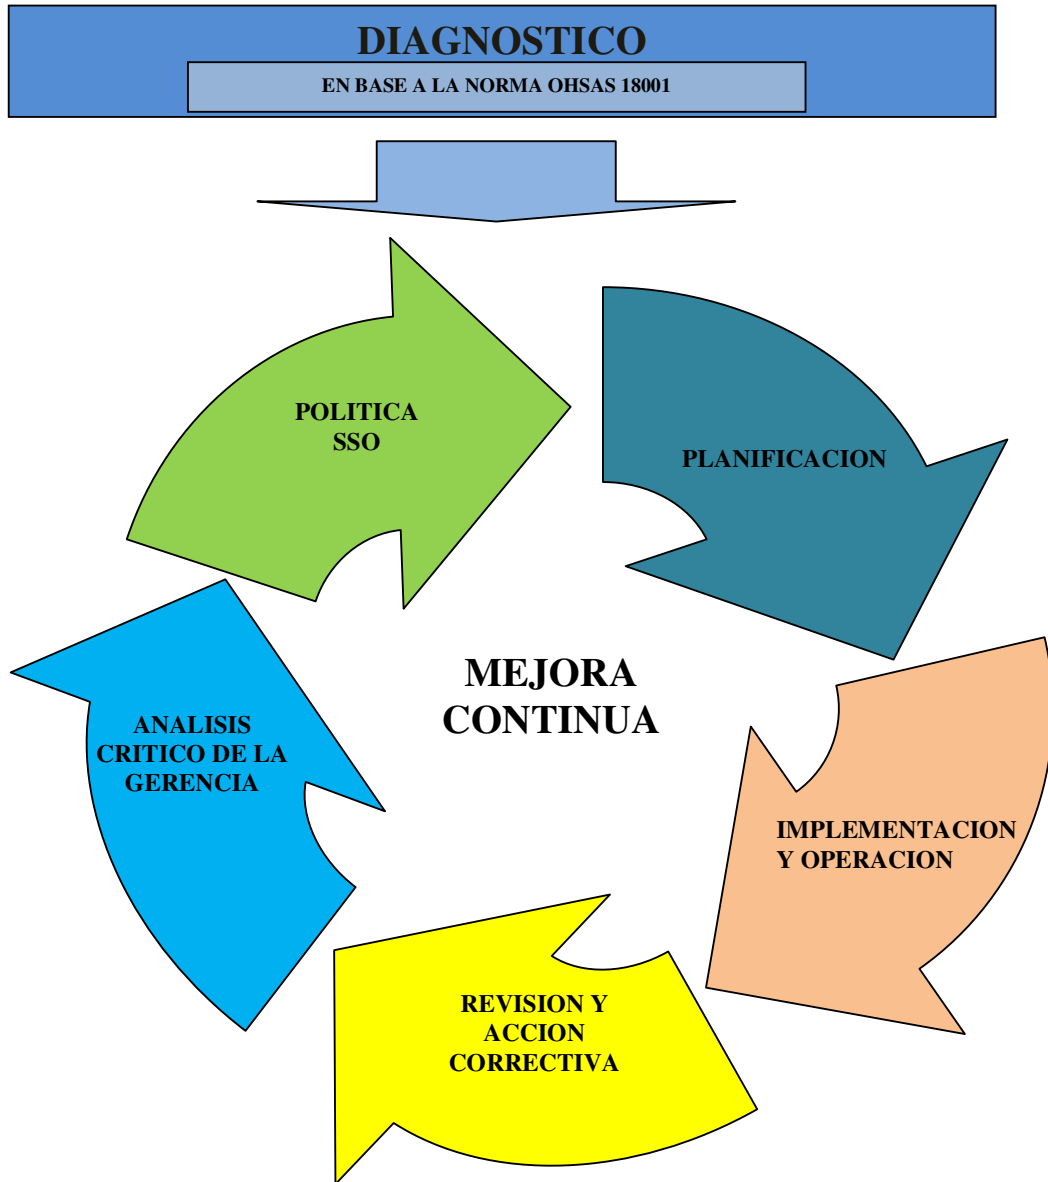 DIAGNOSTICO
EN BASE A LA NORMA OHSAS 18001
POLITICA
SSO
PLANIFICACION
MEJORA
CONTINUA
ANALISIS
CRITICO DE LA
GERENCIA
IMPLEMENTACION
Y OPERACION
REVISION Y
ACCION
CORRECTIVA